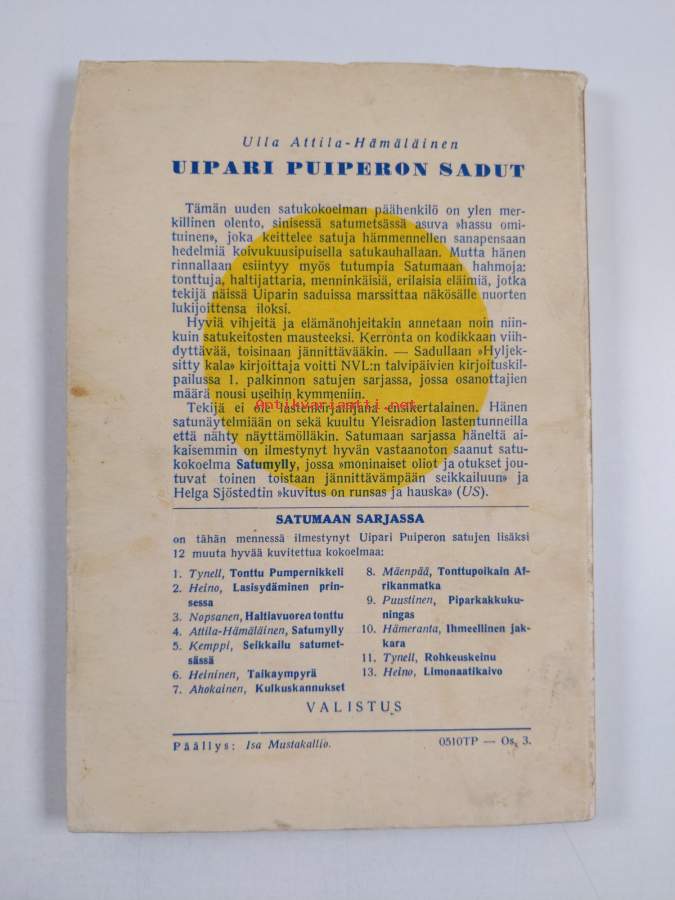 Ulla Attila-Hämäläinen
UIPARI PUIPERON SADUT
Tämän uuden satukokoelman päähenkilö on ylen mer-
killinen olento, sinisessä satumetsässä asuva »hassu omi-
tuinen», joka keittelee satuja hämmennellen sanapensaan
hedelmiä koivukuusipuisella satukauhallaan. Mutta hänen
rinnallaan esiintyy myös tutumpia Satumaan hahmoja:
tonttuja, haltijattaria, menninkäisiä, erilaisia eläimiä, jotka
tekijä näissä Uiparin saduissa marssittaa näkösälle nuorten
lukijoittensa iloksi.
Hyviä vihjeitä ja elämänohjeitakin annetaan noin niin-
kuin satukeitosten mausteeksi. Kerronta on kodikkaan viih-
dyttävää, toisinaan jännittävääkin. — Sadullaan »Hyljek-
sitty kala» kirjoittaja voitti NVL:n talvipäivien kirjoituskil-
pailussa 1. palkinnon satujen sarjassa, jossa osanottajien
määrä nousi useihin kymmeniin.
antikvariaatti.net
Tekijä ei ole lastenkirjailijana ensikertalainen. Hänen
satunäytelmiään on sekä kuultu Yleisradion lastentunneilla
että nähty näyttämölläkin. Satumaan sarjassa häneltä ai-
kaisemmin on ilmestynyt hyvän vastaanoton saanut satu-
kokoelma Satumylly, jossa »moninaiset oliot ja otukset jou-
tuvat toinen toistaan jännittävämpään seikkailuun» ja
Helga Sjöstedtin »kuvitus on runsas ja hauska» (US).
SATUMAAN SARJASSA
on tähän mennessä ilmestynyt Uipari Puiperon satujen lisäksi
12 muuta hyvää kuvitettua kokoelmaa:
1. Tynell, Tonttu Pumpernikkeli
2. Heino, Lasisydäminen prin-
sessa
3. Nopsanen, Haltiavuoren tonttu
4. Attila-Hämäläinen, Satumylly
5. Kemppi, Seikkailu satumet-
sässä
6. Heininen, Taikaympyrä
7. Ahokainen, Kulkuskannukset
8. Mäenpää, Tonttupoikain Af-
rikanmatka
9. Puustinen, Piparkakkuku-
ningas
10. Hämeranta, Ihmeellinen jak-
kara
11. Tynell, Rohkeuskeinu
13. Heino, Limonaatikaivo
VALISTUS
Päällys: Isa Mustakallio.
0510TP — Os. 3.